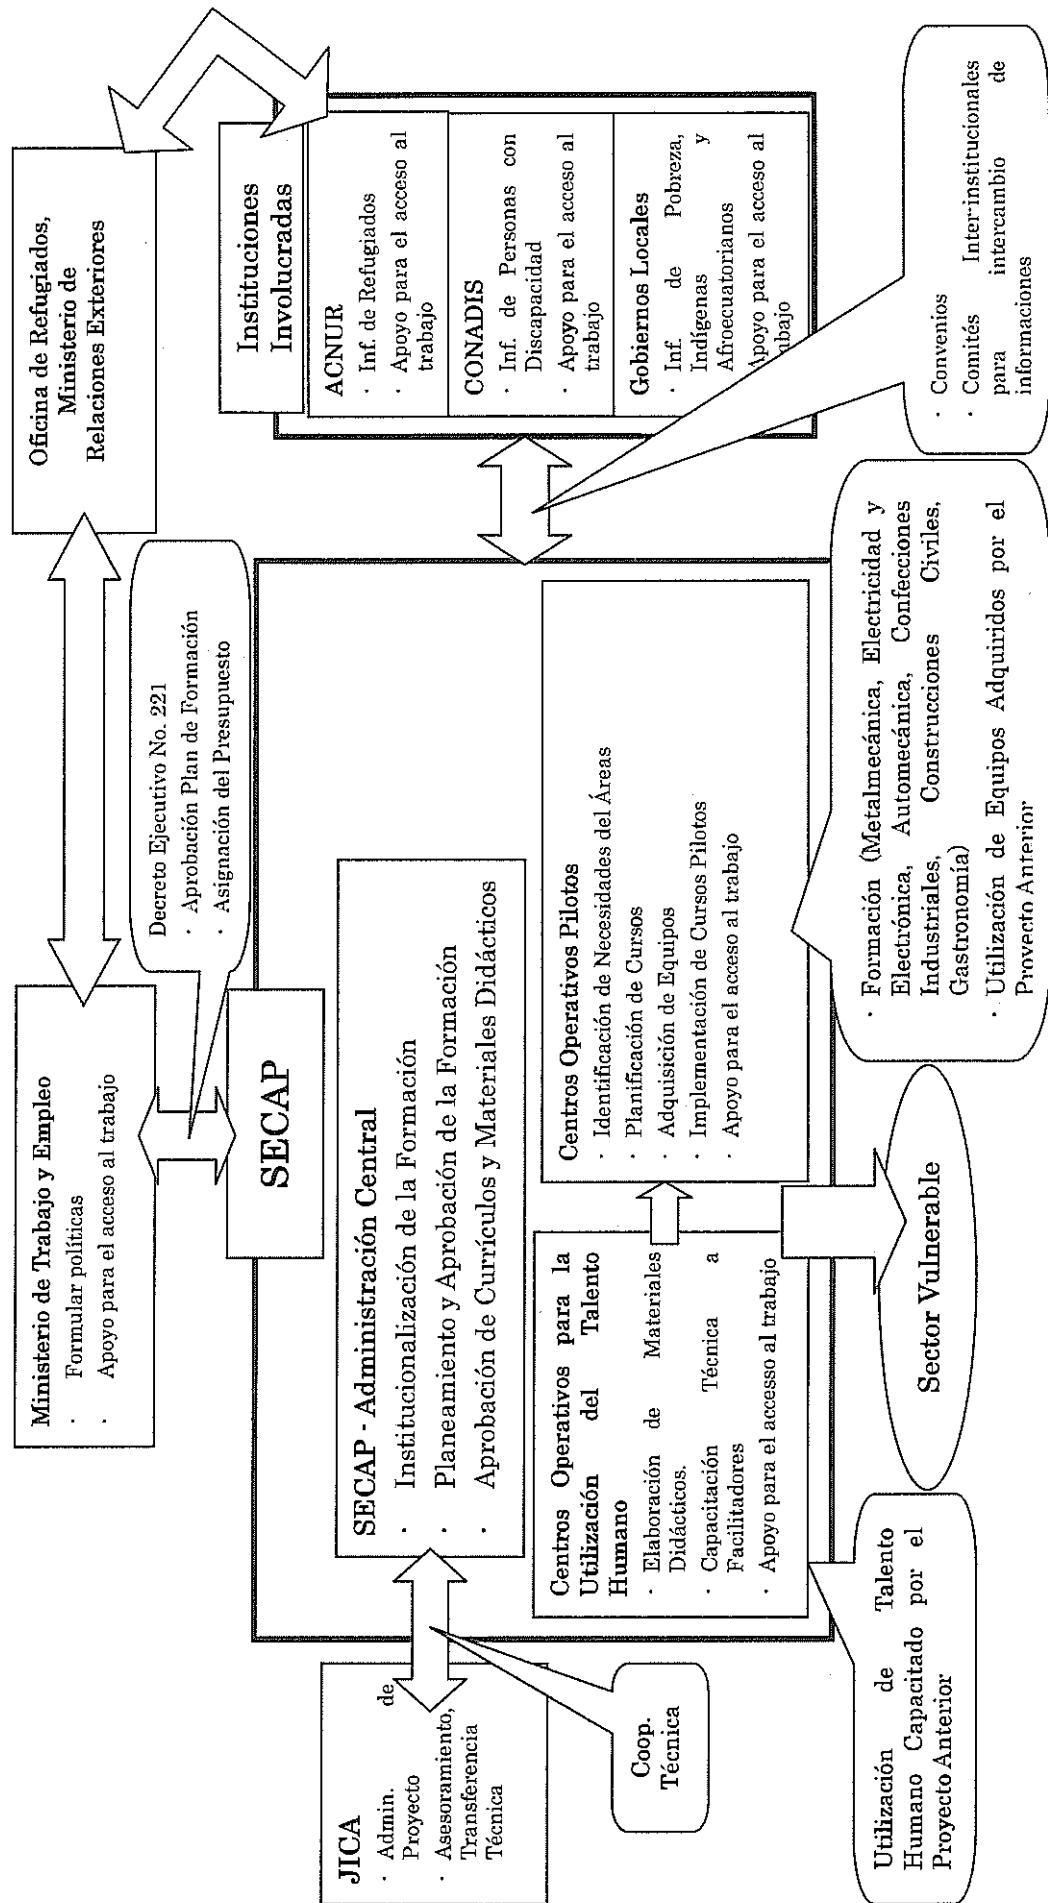 Oficina de Refugiados,
Ministerio de
Relaciones Exteriores
Ministerio de Trabajo y Empleo
· Formular políticas
· Apoyo para el acceso al trabajo
Decreto Ejecutivo No. 221
· Aprobación Plan de Formación
· Asignación del Presupuesto
SECAP
Instituciones
Involucradas
ACNUR
· Inf. de Refugiados
· Apoyo para el acceso al
trabajo
CONADIS
· Inf. de Personas con
Discapacidad
· Apoyo para el acceso al
trabajo
Gobiernos Locales
· Inf. de Pobreza,
Indígenas y
Afroecuatorianos
Apoyo para el acceso al
JICA
· Admin. de
Proyecto
· Asesoramiento,
Transferencia
Técnica
SECAP - Administración Central
· Institucionalización de la Formación
· Planeamiento y Aprobación de la Formación
· Aprobación de Currículos y Materiales Didácticos
Coop.
Técnica
Centros Operativos para la
Utilización del Talento
Humano
· Elaboración de Materiales
Didácticos.
· Capacitación Técnica a
Facilitadores
· Apoyo para el accesso al trabajo
Centros Operativos Pilotos
· Identificación de Necesidades del Áreas
· Planificación de Cursos
· Adquisición de Equipos
· Implementación de Cursos Pilotos
· Apoyo para el acceso al trabajo
Utilización de Talento
Humano Capacitado por el
Proyecto Anterior
Sector Vulnerable
· Formación (Metalmecánica, Electricidad y
Electrónica, Automecánica, Confecciones
Industriales, Construcciones Civiles,
Gastronomía)
· Utilización de Equipos Adquiridos por el
Proyecto Anterior
· Convenios
· Comités Inter-institucionales
para intercambio de
informaciones